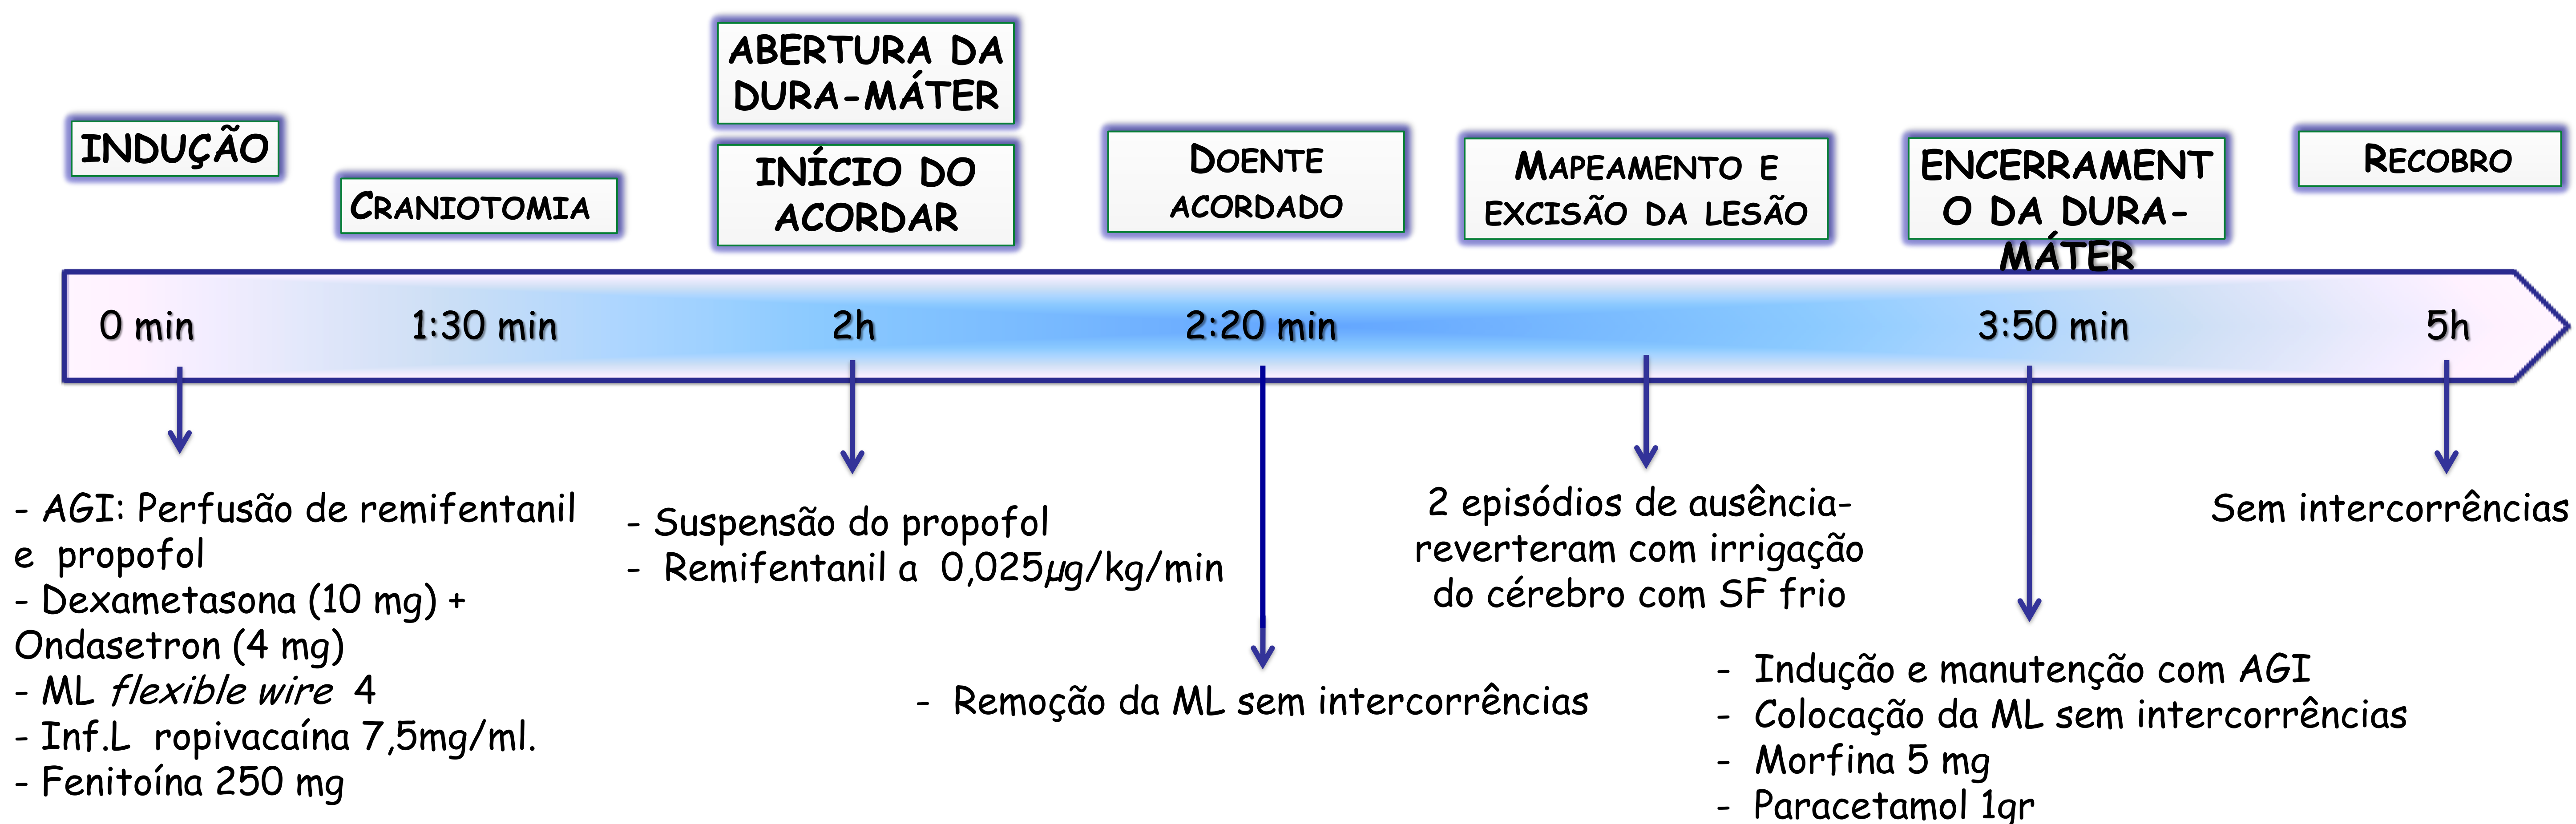 INDUÇÃO
CRANIOTOMIA
ABERTURA DA
DURA-MÁTER
INÍCIO DO
ACORDAR
DOENTE
ACORDADO
MAPEAMENTO E
EXCISÃO DA LESÃO
ENCERRAMENT
O DA DURA-
MÁTER
RECOBRO
0 min
1:30 min
2h
2:20 min
3:50 min
5h
- AGI: Perfusão de remifentanil
e propofol
- Dexametasona (10 mg) +
Ondasetron (4 mg)
- ML flexible wire 4
- Inf.L ropivacaína 7,5mg/ml.
- Fenitoína 250 mg
- Suspensão do propofol
- Remifentanil a 0,025µg/kg/min
- Remoção da ML sem intercorrências
2 episódios de ausência-
reverteram com irrigação
do cérebro com SF frio
- Indução e manutenção com AGI
- Colocação da ML sem intercorrências
- Morfina 5 mg
- Paracetamol 1gr
Sem intercorrências